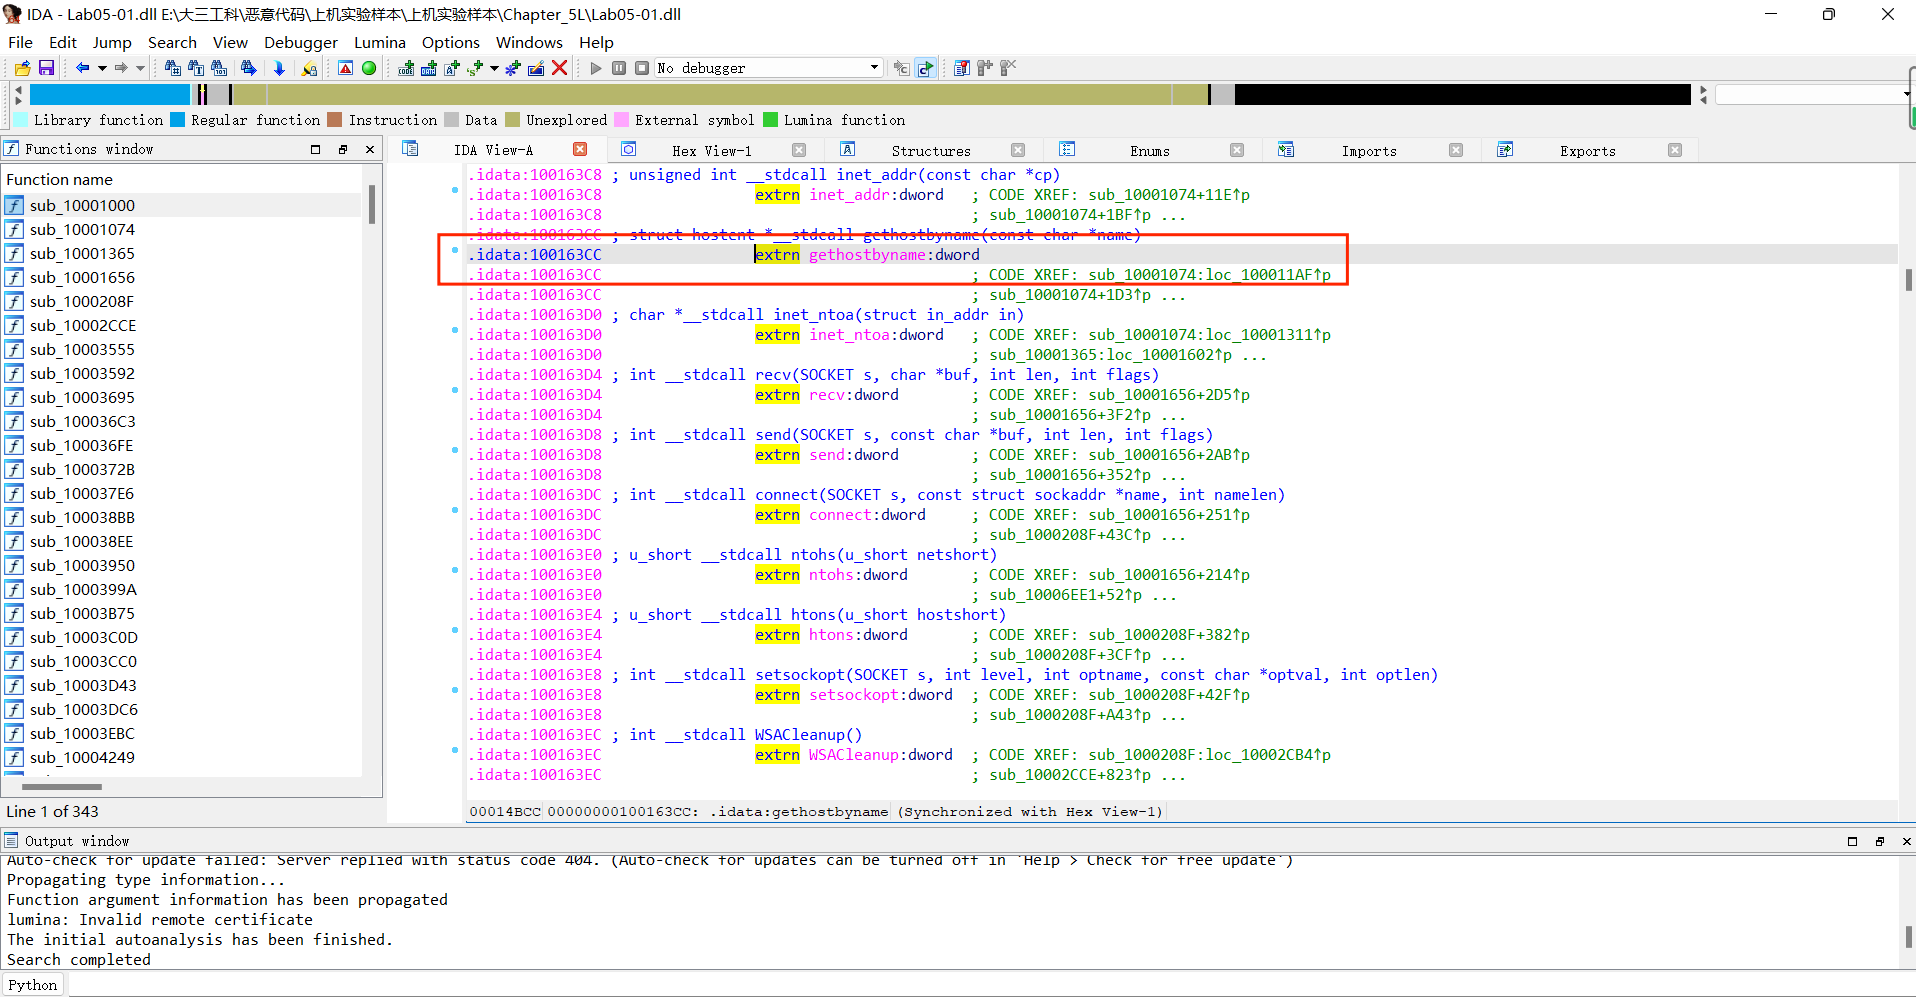 IDA - Lab05-01.dll E:\大三工科\恶意代码\上机实验样本\上机实验样本\Chapter_5L\Lab05-01.dll
File Edit Jump Search View Debugger Lumina Options Windows Help
No debugger
Library function Regular function Instruction Data Unexplored External symbol Lumina function
Functions window
IDA View-A Hex View-1 Structures Enums Imports Exports
Function name
sub_10001000
sub_10001074
sub_10001365
sub_10001656
sub_1000208F
sub_10002CCE
sub_10003555
sub_10003592
sub_10003695
sub_100036C3
sub_100036FE
sub_1000372B
sub_100037E6
sub_100038BB
sub_100038EE
sub_10003950
sub_1000399A
sub_10003B75
sub_10003C0D
sub_10003CC0
sub_10003D43
sub_10003DC6
sub_10003EBC
sub_10004249
Line 1 of 343
.idata:100163C8 ; unsigned int __stdcall inet_addr(const char *cp)
.idata:100163C8 extrn inet_addr:dword ; CODE XREF: sub_10001074+11E↑p
.idata:100163C8 ; sub_10001074+1BF↑p ...
.idata:100163CC ; struct hostent *__stdcall gethostbyname(const char *name)
.idata:100163CC extrn gethostbyname:dword
.idata:100163CC ; CODE XREF: sub_10001074:loc_100011AF↑p
.idata:100163CC ; sub_10001074+1D3↑p ...
.idata:100163D0 ; char *__stdcall inet_ntoa(struct in_addr in)
.idata:100163D0 extrn inet_ntoa:dword ; CODE XREF: sub_10001074:loc_10001311↑p
.idata:100163D0 ; sub_10001365:loc_10001602↑p ...
.idata:100163D4 ; int __stdcall recv(SOCKET s, char *buf, int len, int flags)
.idata:100163D4 extrn recv:dword ; CODE XREF: sub_10001656+2D5↑p
.idata:100163D4 ; sub_10001656+3F2↑p ...
.idata:100163D8 ; int __stdcall send(SOCKET s, const char *buf, int len, int flags)
.idata:100163D8 extrn send:dword ; CODE XREF: sub_10001656+2AB↑p
.idata:100163D8 ; sub_10001656+352↑p ...
.idata:100163DC ; int __stdcall connect(SOCKET s, const struct sockaddr *name, int namelen)
.idata:100163DC extrn connect:dword ; CODE XREF: sub_10001656+251↑p
.idata:100163DC ; sub_1000208F+43C↑p ...
.idata:100163E0 ; u_short __stdcall ntohs(u_short netshort)
.idata:100163E0 extrn ntohs:dword ; CODE XREF: sub_10001656+214↑p
.idata:100163E0 ; sub_10006EE1+52↑p ...
.idata:100163E4 ; u_short __stdcall htons(u_short hostshort)
.idata:100163E4 extrn htons:dword ; CODE XREF: sub_1000208F+382↑p
.idata:100163E4 ; sub_1000208F+3CF↑p ...
.idata:100163E8 ; int __stdcall setsockopt(SOCKET s, int level, int optname, const char *optval, int optlen)
.idata:100163E8 extrn setsockopt:dword ; CODE XREF: sub_1000208F+42F↑p
.idata:100163E8 ; sub_1000208F+A43↑p ...
.idata:100163EC ; int __stdcall WSACleanup()
.idata:100163EC extrn WSACleanup:dword ; CODE XREF: sub_1000208F:loc_10002CB4↑p
.idata:100163EC ; sub_10002CCE+823↑p ...
00014BCC 00000000100163CC: .idata:gethostbyname (Synchronized with Hex View-1)
Output window
Auto-check for update failed: Server replied with status code 404. (Auto-check for updates can be turned off in 'Help > Check for free update')
Propagating type information...
Function argument information has been propagated
lumina: Invalid remote certificate
The initial autoanalysis has been finished.
Search completed
Python